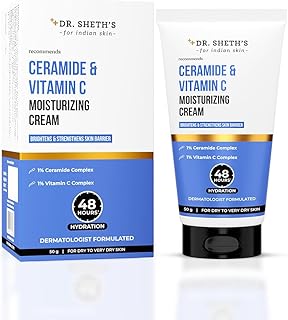 DR. SHETH'S
-for indian skin-
recommends
CERAMIDE &
VITAMIN C
MOISTURIZING
CREAM
BRIGHTENS & STRENGTHENS SKIN BARRIER
1% Ceramide Complex
1% Vitamin C Complex
48
HOURS
HYDRATION
DERMATOLOGIST FORMULATED
50 g | FOR DRY TO VERY DRY SKIN
DR. SHETH'S
-for indian skin-
recommends
CERAMIDE &
VITAMIN C
MOISTURIZING
CREAM
BRIGHTENS & STRENGTHENS SKIN BARRIER
1% Ceramide Complex
1% Vitamin C Complex
48
HOURS
HYDRATION
DERMATOLOGIST FORMULATED
50 g | FOR DRY TO VERY DRY SKIN